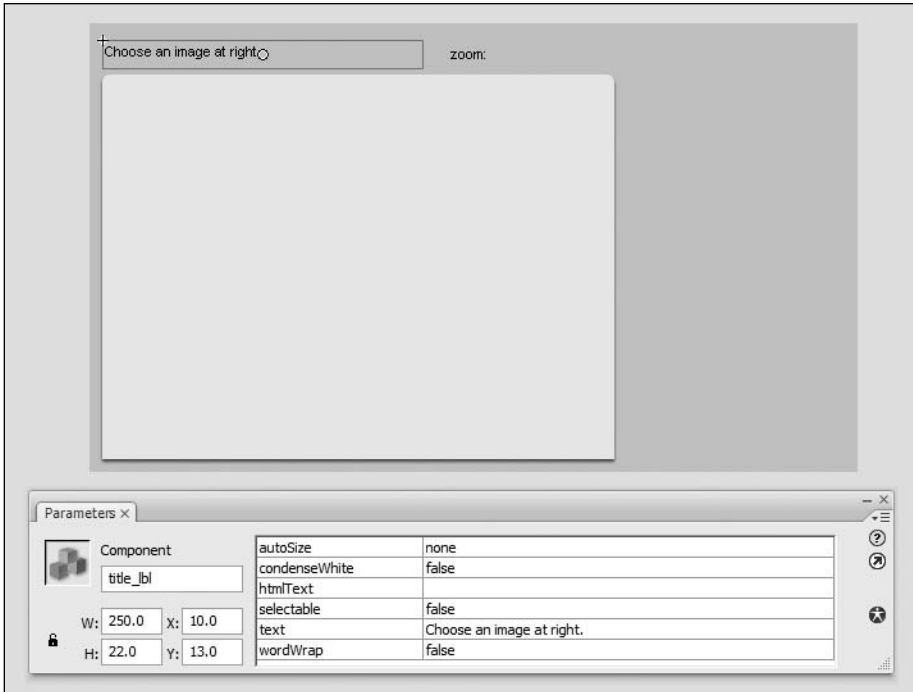 Choose an image at right
zoom:
Parameters
Component
title_lbl
W: 250.0 X: 10.0
H: 22.0 Y: 13.0
autoSize none
condenseWhite false
htmlText
selectable false
text Choose an image at right.
wordWrap false